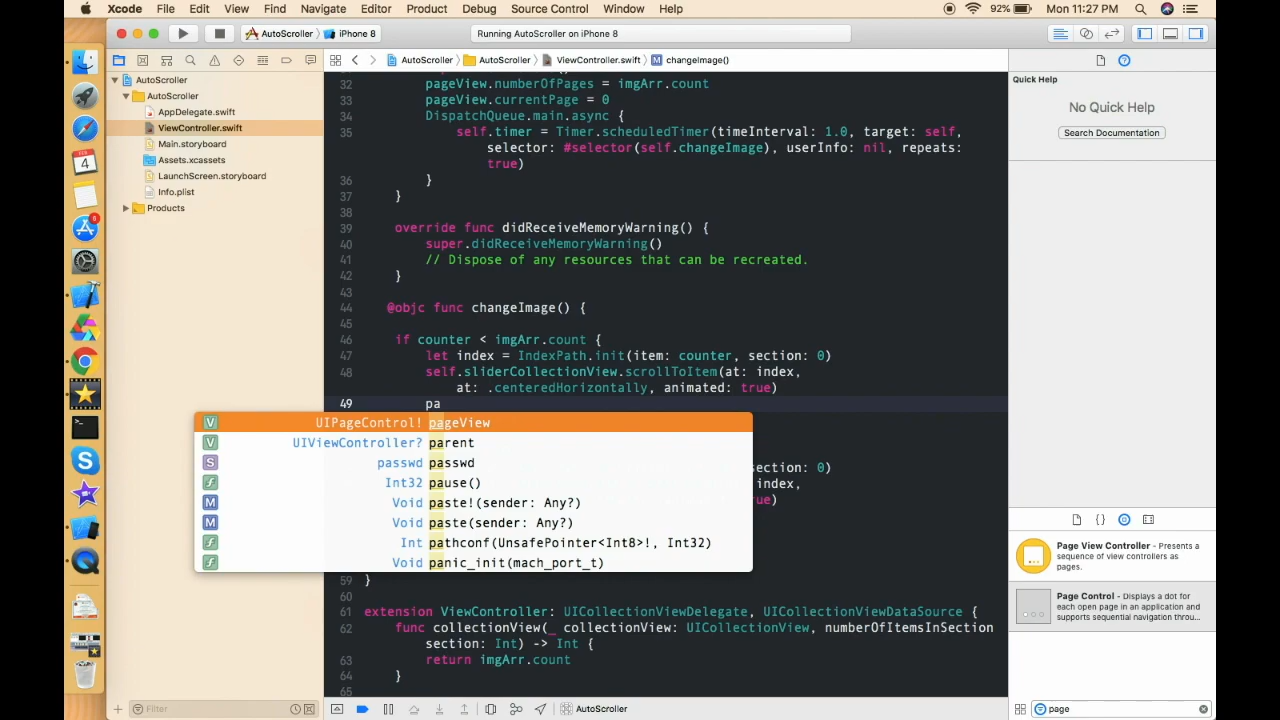 Xcode File Edit View Find Navigate Editor Product Debug Source Control Window Help 92% Mon 11:27 PM
AutoScroller iPhone 8 Running AutoScroller on iPhone 8
AutoScroller AutoScroller ViewController.swift M changeImage()
AutoScroller
AutoScroller
AppDelegate.swift
ViewController.swift
Main.storyboard
Assets.xcassets
LaunchScreen.storyboard
Info.plist
Products
FEB
4
8
32 pageView.numberOfPages = imgArr.count
33 pageView.currentPage = 0
34 DispatchQueue.main.async {
35 self.timer = Timer.scheduledTimer(timeInterval: 1.0, target: self,
selector: #selector(self.changeImage), userInfo: nil, repeats:
true)
36 }
37 }
38
39 override func didReceiveMemoryWarning() {
40 super.didReceiveMemoryWarning()
41 // Dispose of any resources that can be recreated.
42 }
43
44 @objc func changeImage() {
45
46 if counter < imgArr.count {
47 let index = IndexPath.init(item: counter, section: 0)
48 self.sliderCollectionView.scrollToItem(at: index,
at: .centeredHorizontally, animated: true)
49 pa
V UIPageControl! pageView
V UIViewController? parent
S passwd passwd
f Int32 pause()
M Void paste!(sender: Any?)
M Void paste(sender: Any?)
f Int pathconf(UnsafePointer<Int8>!, Int32)
f Void panic_init(mach_port_t)
section: 0)
index,
true)
59 }
60
61 extension ViewController: UICollectionViewDelegate, UICollectionViewDataSource {
62 func collectionView(_ collectionView: UICollectionView, numberOfItemsInSection
section: Int) -> Int {
63 return imgArr.count
64 }
65
Quick Help
No Quick Help
Search Documentation
Page View Controller - Presents a
sequence of view controllers as
pages.
Page Control - Displays a dot for
each open page in an application and
supports sequential navigation throu...
Filter
AutoScroller
page